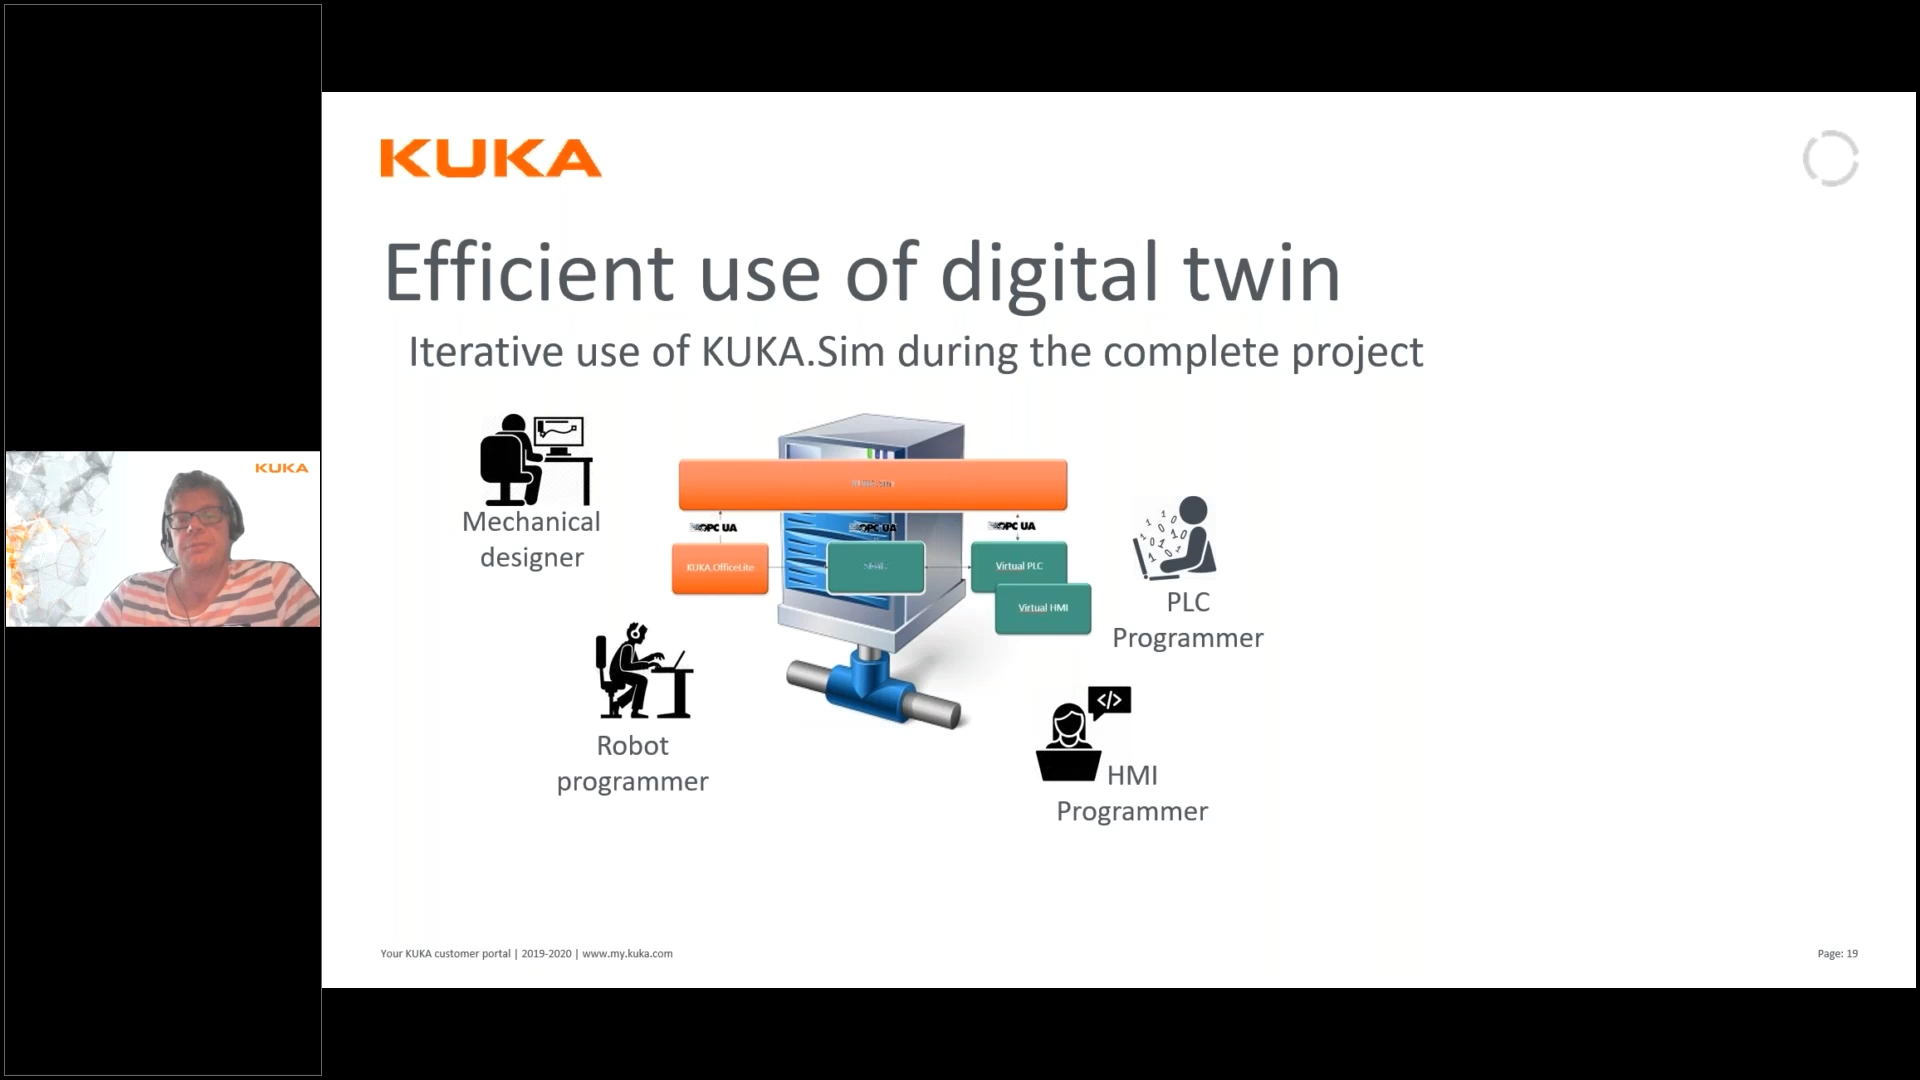 KUKA
KUKA
Efficient use of digital twin
Iterative use of KUKA.Sim during the complete project
Mechanical
designer
OPC UA
OPC UA
OPC UA
KUKA.OfficeLite
Virtual PLC
Virtual HMI
PLC
Programmer
Robot
programmer
</>
HMI
Programmer
Your KUKA customer portal | 2019-2020 | www.my.kuka.com
Page: 19